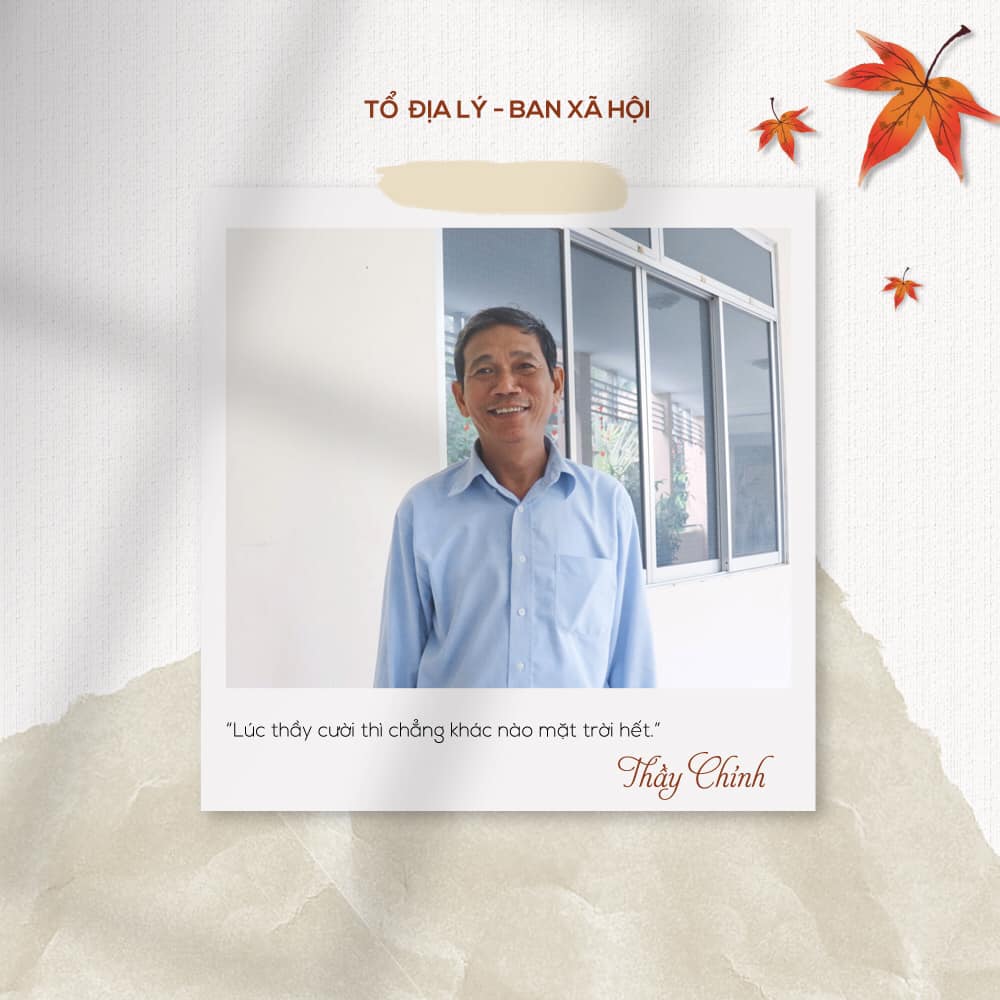 TỔ ĐỊA LÝ - BAN XÃ HỘI
“Lúc thầy cười thì chẳng khác nào mặt trời hết.”
Thầy Chỉnh